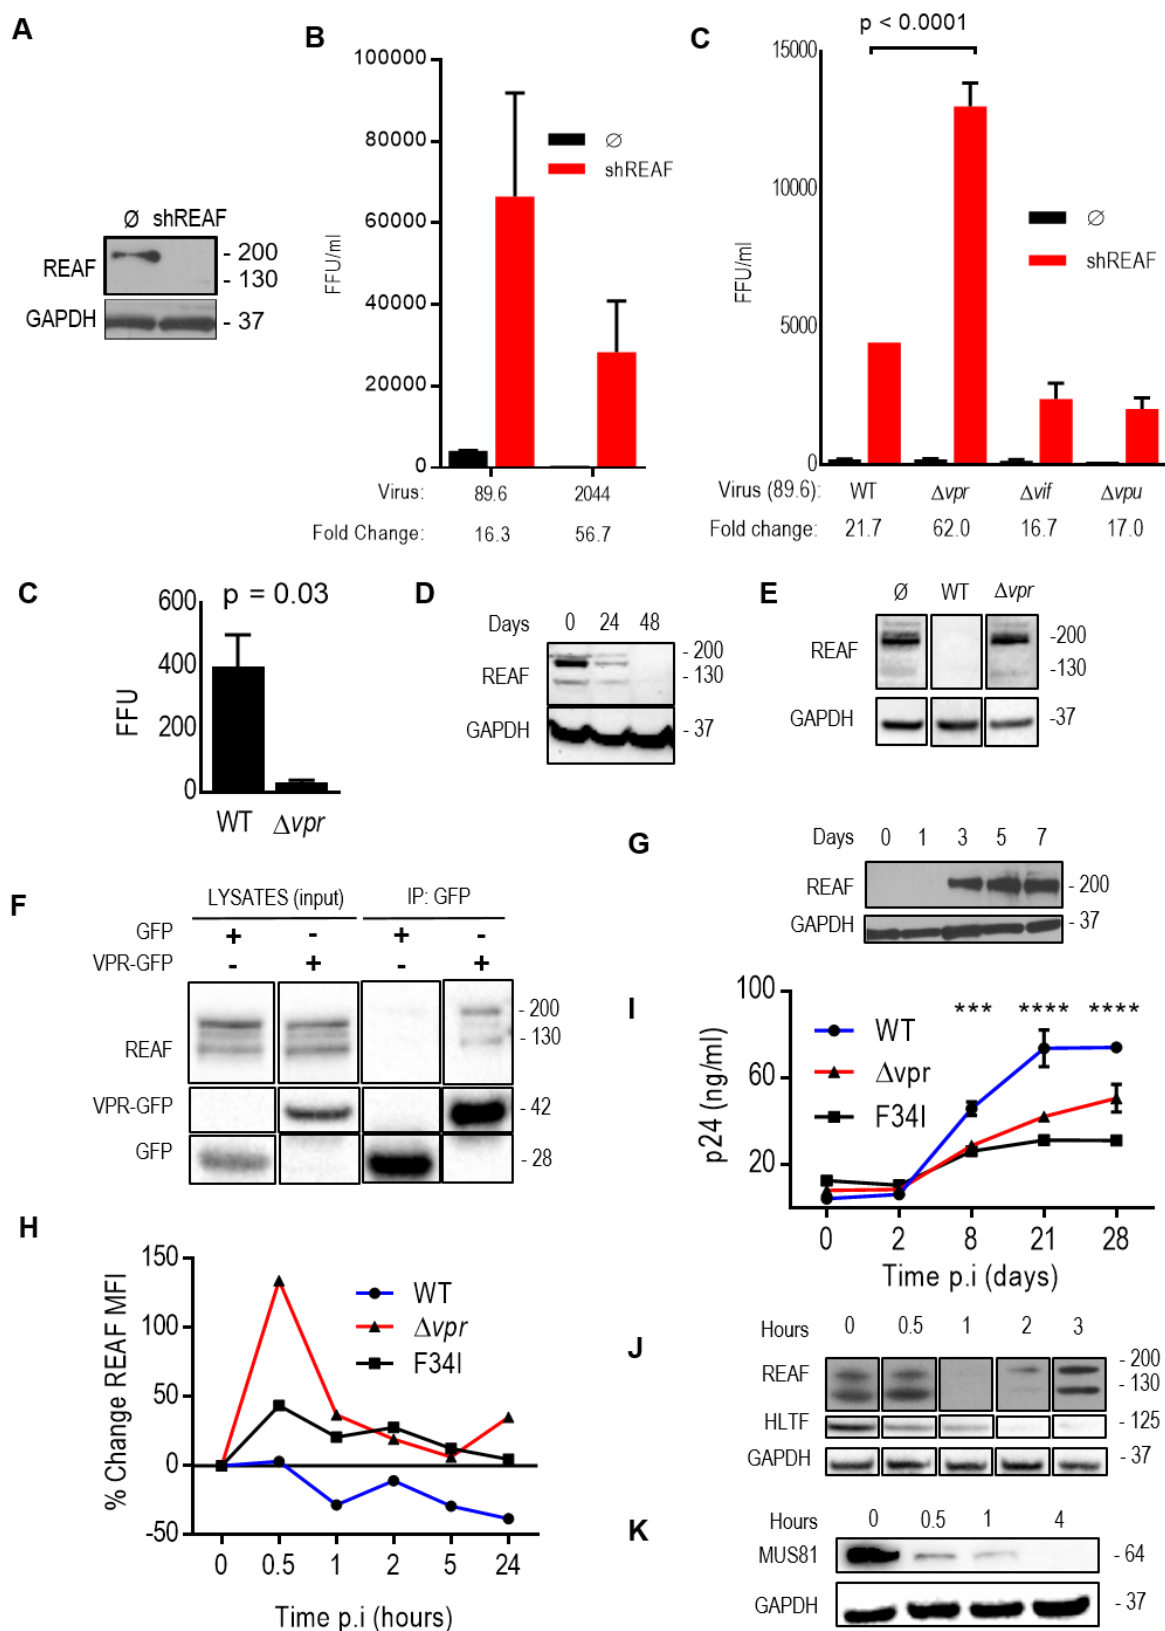 A
Ø shREAF
REAF
- 200
- 130
GAPDH
- 37
B
100000
80000
60000
40000
20000
0
FFU/ml
∅
shREAF
Virus:
89.6
2044
Fold Change:
16.3
56.7
C
p < 0.0001
15000
10000
5000
0
FFU/ml
∅
shREAF
Virus (89.6):
WT
Δvpr
Δvif
Δvpu
Fold change:
21.7
62.0
16.7
17.0
C
p = 0.03
600
400
200
0
FFU
WT
Δvpr
D
Days
0
24
48
REAF
- 200
- 130
GAPDH
- 37
E
Ø
WT
Δvpr
REAF
-200
-130
GAPDH
-37
F
LYSATES (input)
IP: GFP
GFP
+ - + -
VPR-GFP
- + - +
REAF
- 200
- 130
VPR-GFP
- 42
GFP
- 28
G
Days
0 1 3 5 7
REAF
- 200
GAPDH
- 37
H
150
100
50
0
-50
% Change REAF MFI
WT
Δvpr
F34I
0 0.5 1 2 5 24
Time p.i (hours)
I
100
60
20
p24 (ng/ml)
WT
Δvpr
F34I
*** **** ****
0 2 8 21 28
Time p.i (days)
J
Hours
0 0.5 1 2 3
REAF
- 200
- 130
HLTF
- 125
GAPDH
- 37
K
Hours
0 0.5 1 4
MUS81
- 64
GAPDH
- 37